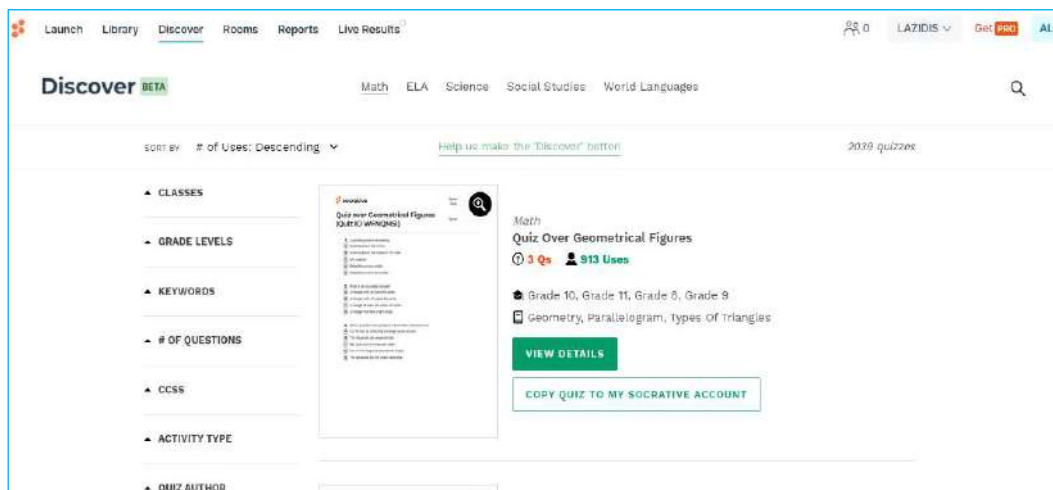 Launch Library Discover Rooms Reports Live Results 0 LAZIDIS Get PRO AL
Discover BETA Math ELA Science Social Studies World Languages
SORT BY # of Uses: Descending Help us make the 'Discover' better! 2039 quizzes
CLASSES
GRADE LEVELS
KEYWORDS
# OF QUESTIONS
CCSS
ACTIVITY TYPE
QUIZ AUTHOR
socrative
Quiz over Geometrical Figures
Math
Quiz Over Geometrical Figures
3 Qs 913 Uses
Grade 10, Grade 11, Grade 8, Grade 9
Geometry, Parallelogram, Types Of Triangles
VIEW DETAILS
COPY QUIZ TO MY SOCRATIVE ACCOUNT